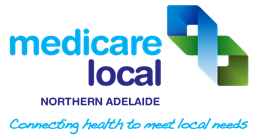 medicare
local
NORTHERN ADELAIDE
Connecting health to meet local needs